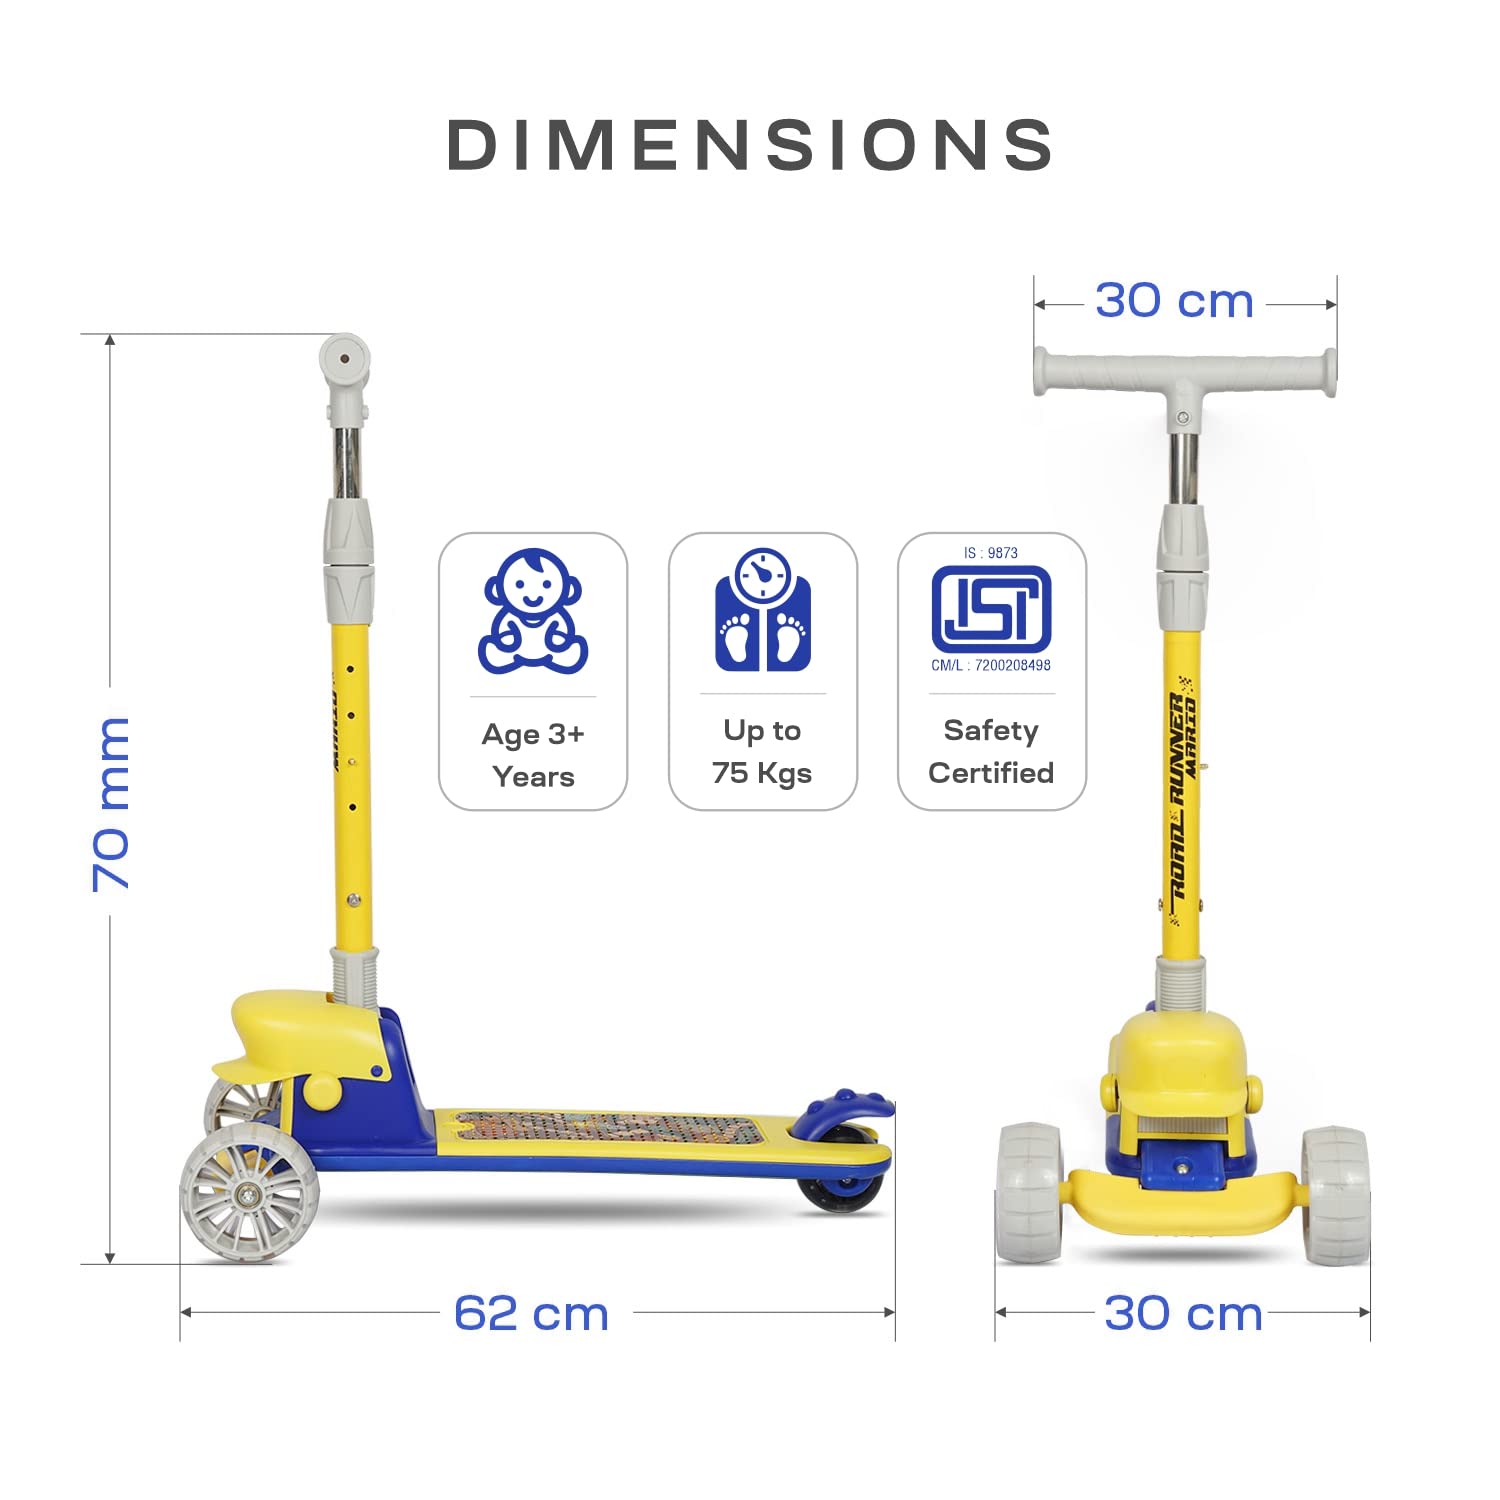 DIMENSIONS
30 cm
70 mm
IS : 9873
ISI
CM/L : 7200208498
Age 3+
Years
Up to
75 Kgs
Safety
Certified
MARIO
ROAD RUNNER
MARIO
62 cm
30 cm